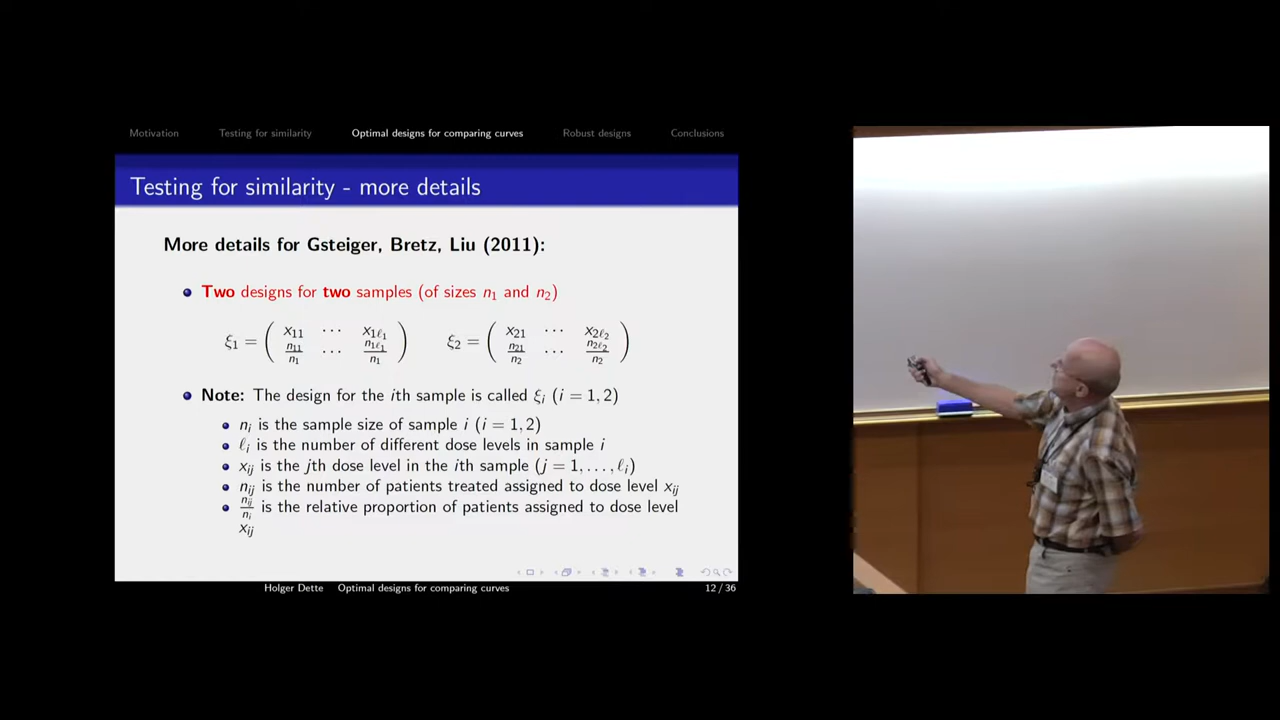 Motivation Testing for similarity Optimal designs for comparing curves Robust designs Conclusions
Testing for similarity - more details
More details for Gsteiger, Bretz, Liu (2011):
Two designs for two samples (of sizes n₁ and n₂)
ξ₁ = ( x₁₁ ⋯ x₁ℓ₁ ; n₁₁/n₁ ⋯ n₁ℓ₁/n₁ ) ξ₂ = ( x₂₁ ⋯ x₂ℓ₂ ; n₂₁/n₂ ⋯ n₂ℓ₂/n₂ )
Note: The design for the ith sample is called ξᵢ (i = 1, 2)
nᵢ is the sample size of sample i (i = 1, 2)
ℓᵢ is the number of different dose levels in sample i
xᵢⱼ is the jth dose level in the ith sample (j = 1, . . . , ℓᵢ)
nᵢⱼ is the number of patients treated assigned to dose level xᵢⱼ
nᵢⱼ/nᵢ is the relative proportion of patients assigned to dose level
xᵢⱼ
Holger Dette Optimal designs for comparing curves 12 / 36